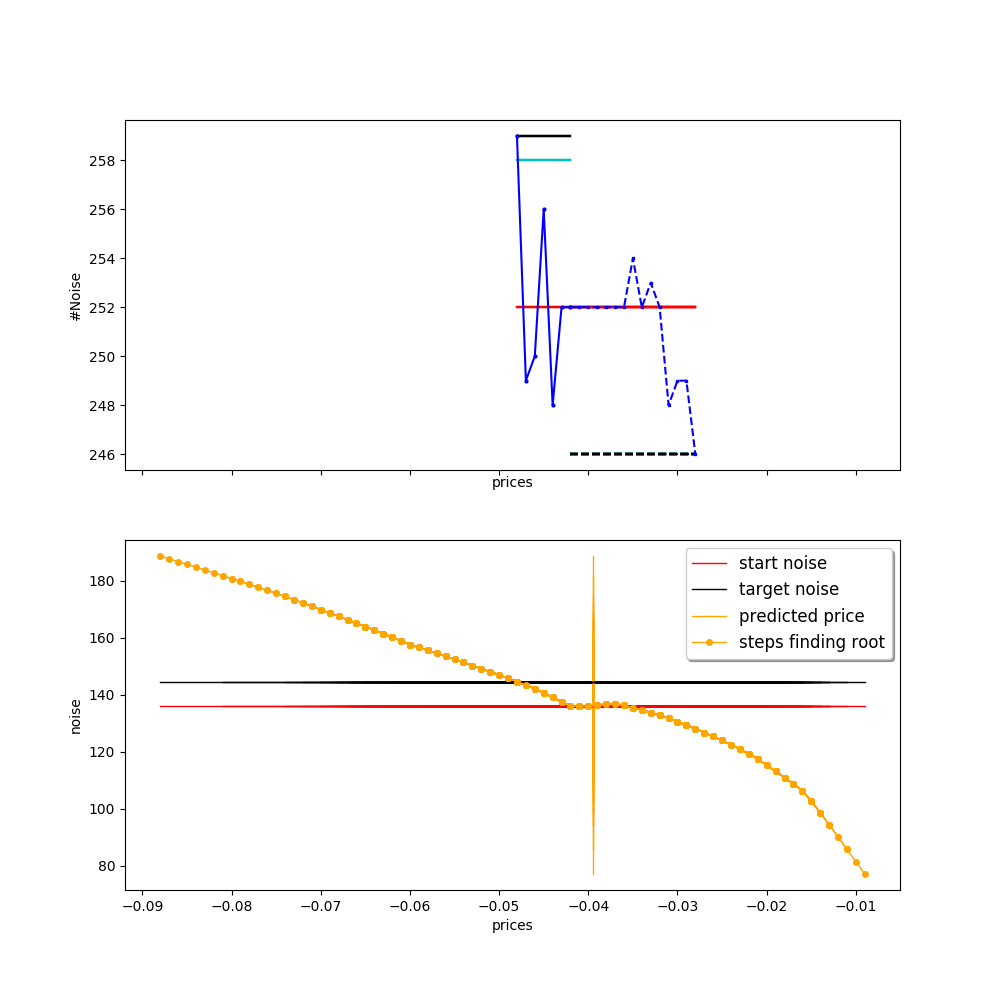 258
256
254
252
250
248
246
#Noise
prices
start noise
target noise
predicted price
steps finding root
180
160
140
120
100
80
noise
−0.09
−0.08
−0.07
−0.06
−0.05
−0.04
−0.03
−0.02
−0.01
prices